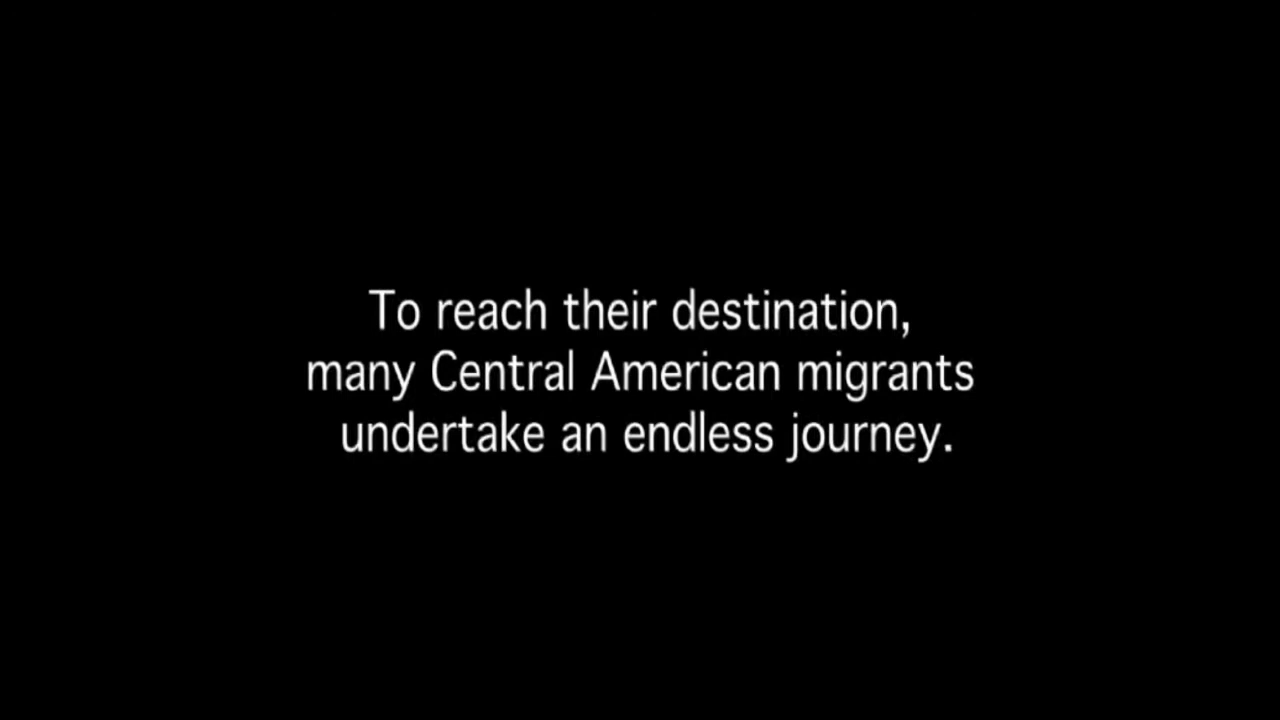 To reach their destination,
many Central American migrants
undertake an endless journey.